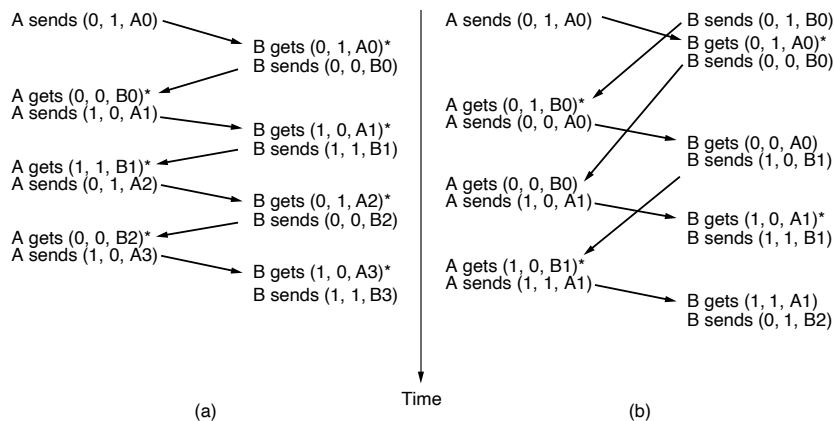 A sends (0, 1, A0)
B gets (0, 1, A0)*
B sends (0, 0, B0)
A gets (0, 0, B0)*
A sends (1, 0, A1)
B gets (1, 0, A1)*
B sends (1, 1, B1)
A gets (1, 1, B1)*
A sends (0, 1, A2)
B gets (0, 1, A2)*
B sends (0, 0, B2)
A gets (0, 0, B2)*
A sends (1, 0, A3)
B gets (1, 0, A3)*
B sends (1, 1, B3)
(a)
Time
A sends (0, 1, A0)
B sends (0, 1, B0)
B gets (0, 1, A0)*
B sends (0, 0, B0)
A gets (0, 1, B0)*
A sends (0, 0, A0)
B gets (0, 0, A0)
B sends (1, 0, B1)
A gets (0, 0, B0)
A sends (1, 0, A1)
B gets (1, 0, A1)*
B sends (1, 1, B1)
A gets (1, 0, B1)*
A sends (1, 1, A1)
B gets (1, 1, A1)
B sends (0, 1, B2)
(b)